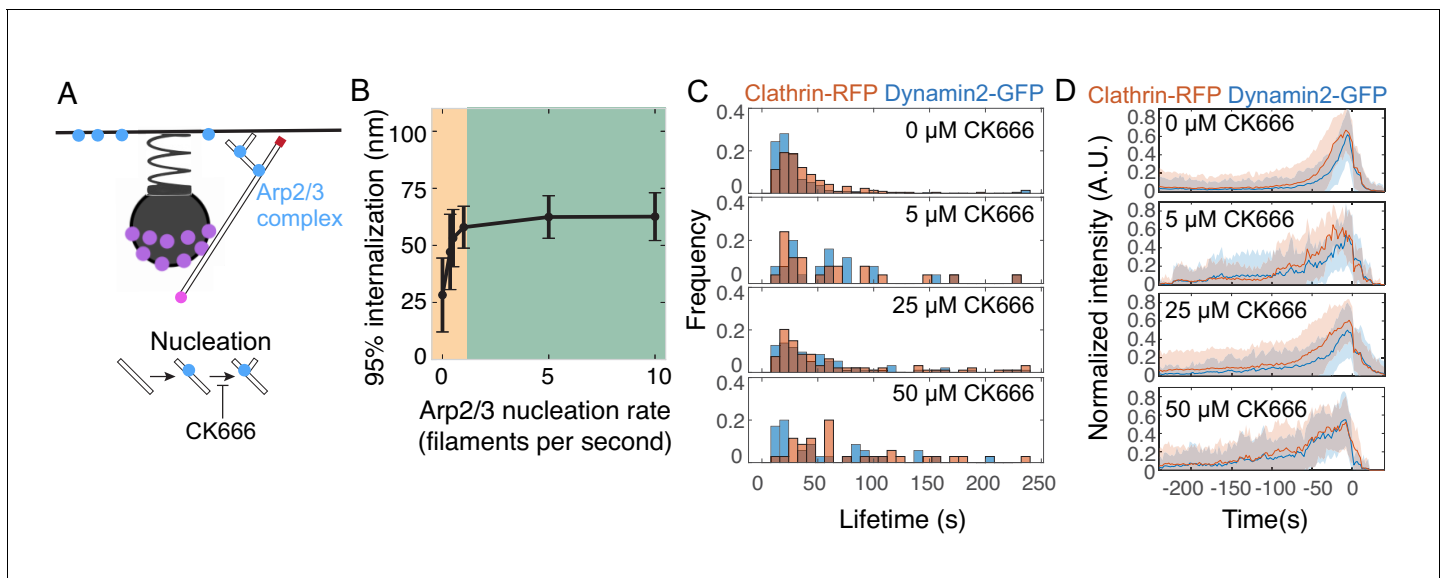 A
Arp2/3
complex
Nucleation
CK666
B
95% internalization (nm)
100
75
50
25
0
0 5 10
Arp2/3 nucleation rate
(filaments per second)
C
Clathrin-RFP Dynamin2-GFP
Frequency
0.4
0.2
0
0 µM CK666
0.4
0.2
0
5 µM CK666
0.4
0.2
0
25 µM CK666
0.4
0.2
0
50 µM CK666
0 50 100 150 200 250
Lifetime (s)
D
Clathrin-RFP Dynamin2-GFP
Normalized intensity (A.U.)
0.8
0.6
0.4
0.2
0
0 µM CK666
0.8
0.6
0.4
0.2
0
5 µM CK666
0.8
0.6
0.4
0.2
0
25 µM CK666
0.8
0.6
0.4
0.2
0
50 µM CK666
-200 -150 -100 -50 0
Time(s)